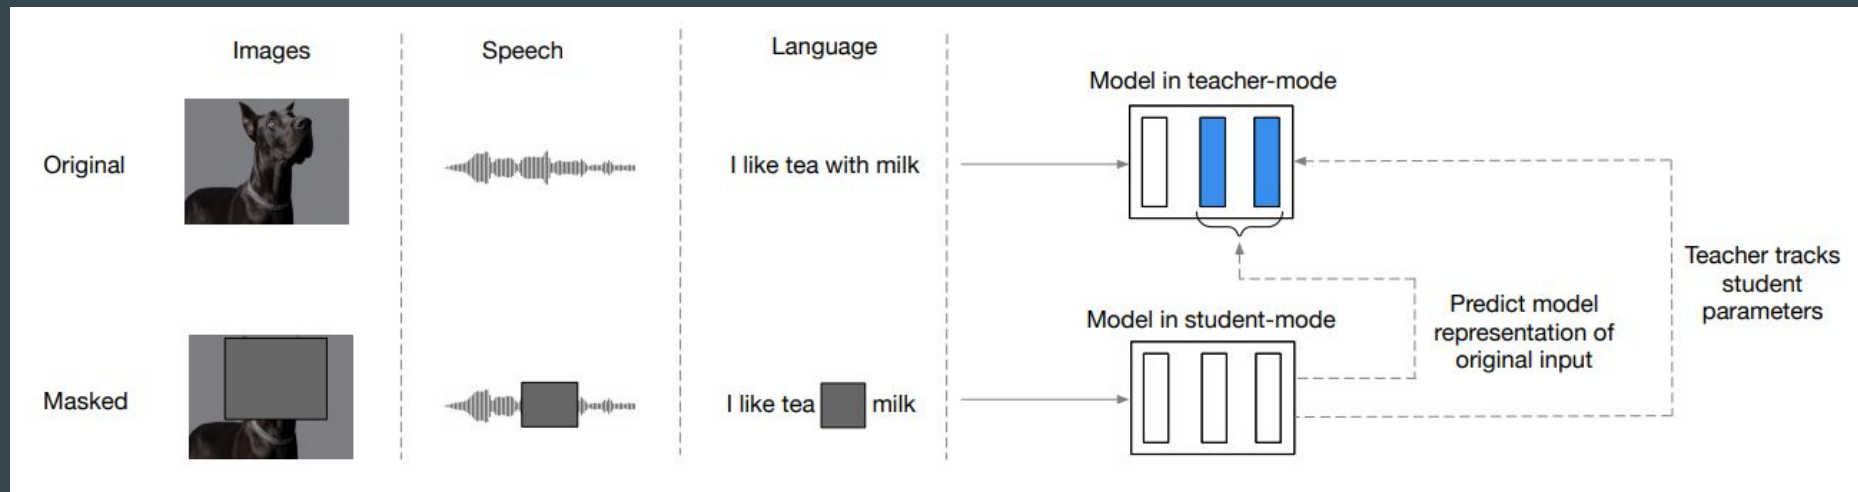 Images
Speech
Language
Model in teacher-mode
Original
I like tea with milk
Teacher tracks
student
parameters
Predict model
representation of
original input
Model in student-mode
Masked
I like tea milk